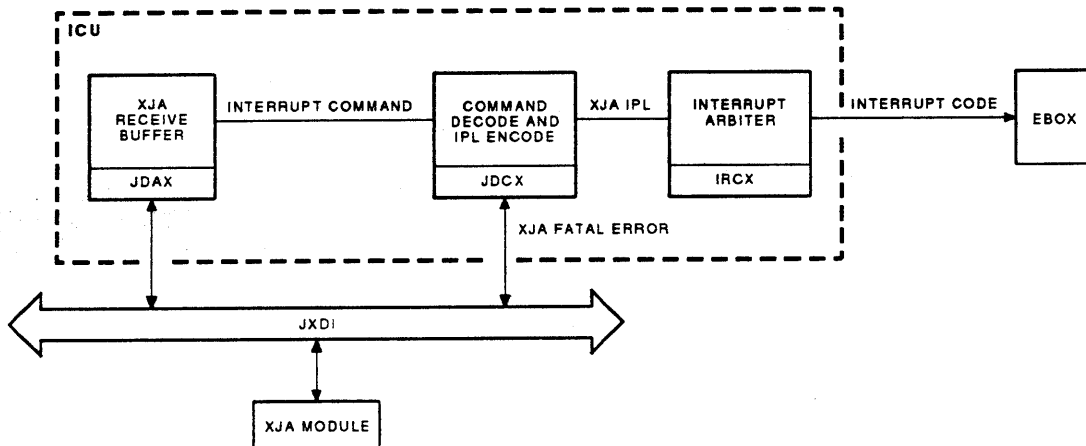 ICU
XJA
RECEIVE
BUFFER
JDAX
INTERRUPT COMMAND
COMMAND
DECODE AND
IPL ENCODE
JDCX
XJA IPL
INTERRUPT
ARBITER
IRCX
INTERRUPT CODE
EBOX
XJA FATAL ERROR
JXDI
XJA MODULE